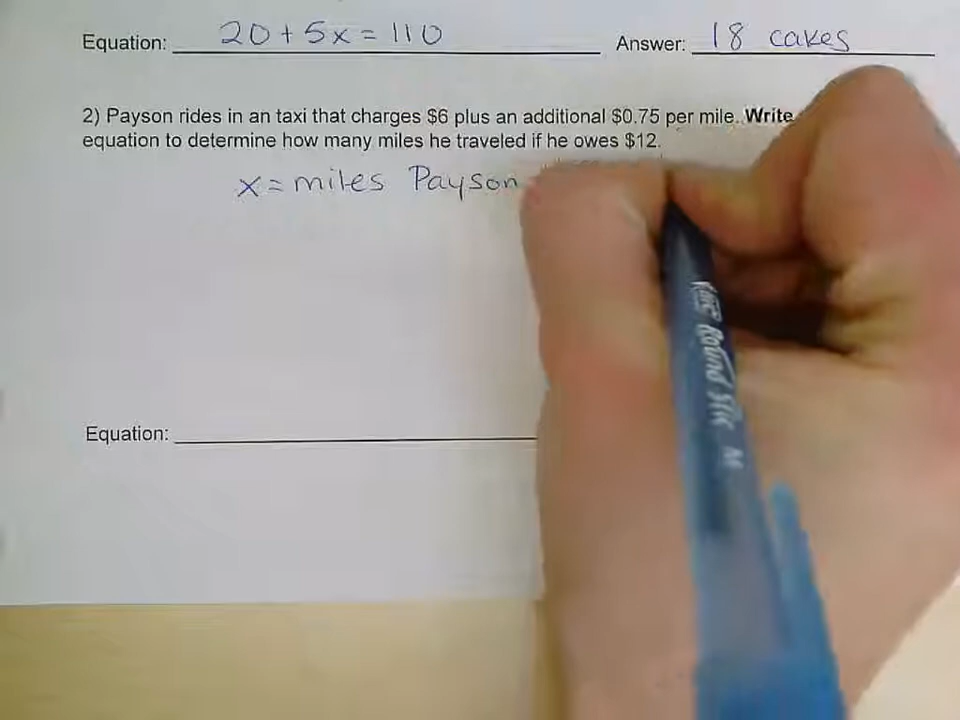 Equation: 20 + 5x = 110 Answer: 18 cakes
2) Payson rides in an taxi that charges $6 plus an additional $0.75 per mile. Write
equation to determine how many miles he traveled if he owes $12.
x = miles Payson
Equation:
Round Stic M